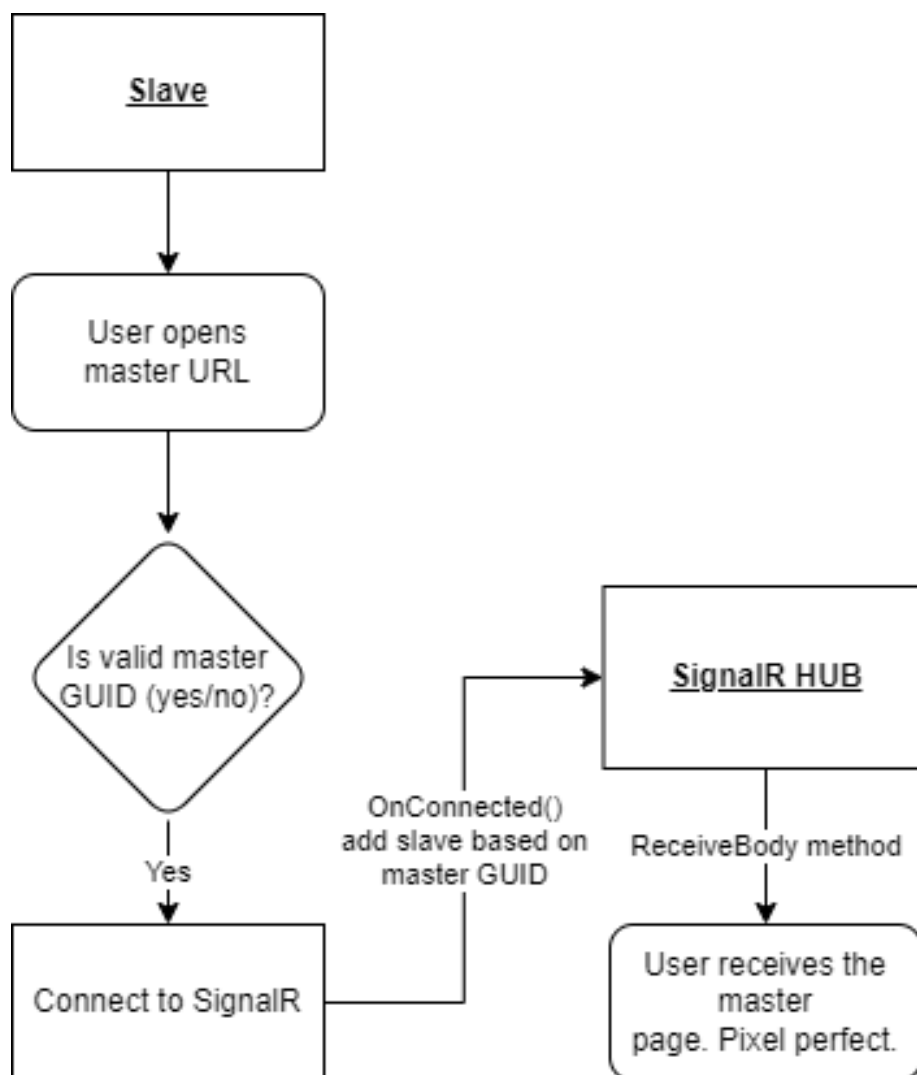 Slave
User opens
master URL
Is valid master
GUID (yes/no)?
Yes
Connect to SignalR
OnConnected()
add slave based on
master GUID
SignalR HUB
ReceiveBody method
User receives the
master
page. Pixel perfect.